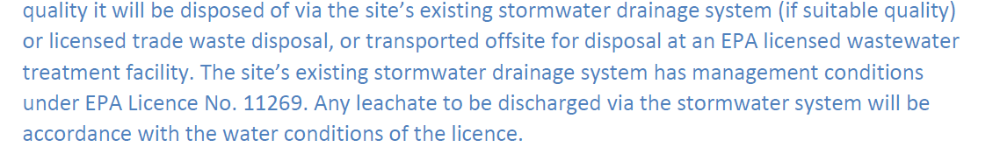 quality it will be disposed of via the site’s existing stormwater drainage system (if suitable quality)
or licensed trade waste disposal, or transported offsite for disposal at an EPA licensed wastewater
treatment facility. The site’s existing stormwater drainage system has management conditions
under EPA Licence No. 11269. Any leachate to be discharged via the stormwater system will be
accordance with the water conditions of the licence.